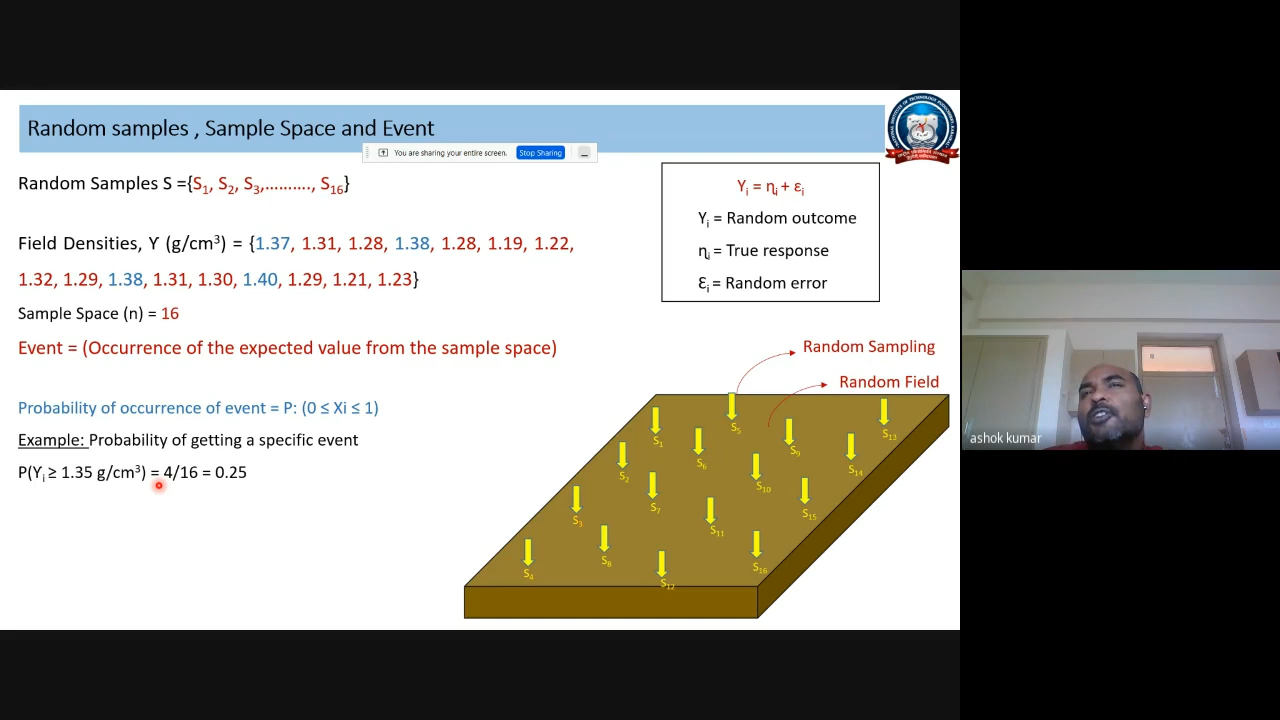 Random samples , Sample Space and Event
You are sharing your entire screen.
Stop Sharing
Random Samples S ={S1, S2, S3,………., S16}
Field Densities, Y (g/cm³) = {1.37, 1.31, 1.28, 1.38, 1.28, 1.19, 1.22,
1.32, 1.29, 1.38, 1.31, 1.30, 1.40, 1.29, 1.21, 1.23}
Sample Space (n) = 16
Event = (Occurrence of the expected value from the sample space)
Probability of occurrence of event = P: (0 ≤ Xi ≤ 1)
Example: Probability of getting a specific event
P(Yi ≥ 1.35 g/cm³) = 4/16 = 0.25
Yi = ηi + εi
Yi = Random outcome
ηi = True response
Ɛi = Random error
Random Sampling
Random Field
S1
S5
S13
S2
S6
S9
S14
S3
S7
S10
S15
S4
S8
S11
S16
S12
ashok kumar